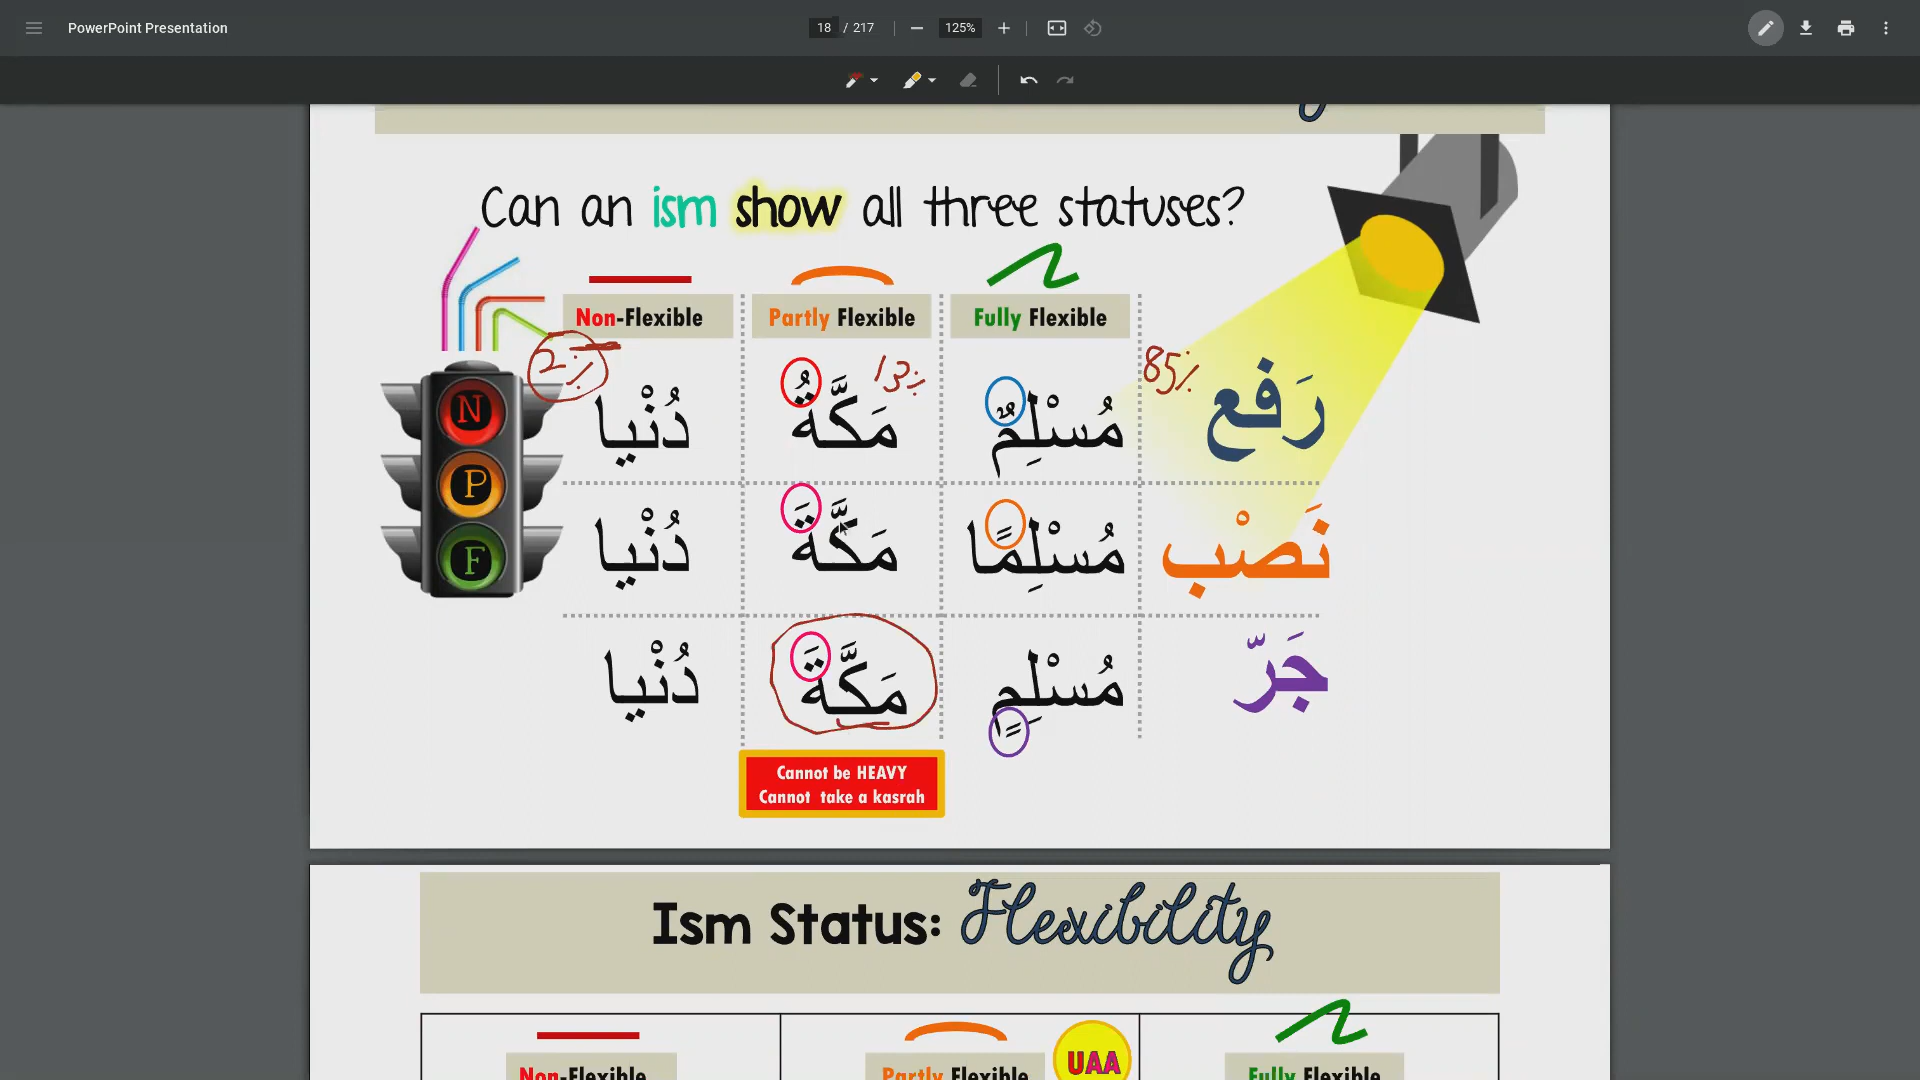 PowerPoint Presentation
18 / 217
125%
Can an ism show all three statuses?
Non-Flexible Partly Flexible Fully Flexible
2% 13% 85%
رَفع مُسْلِمٌ مَكَّةُ دُنْيا
نَصْب مُسْلِمًا مَكَّةَ دُنْيا
جَرّ مُسْلِمٍ مَكَّةَ دُنْيا
N
P
F
Cannot be HEAVY
Cannot take a kasrah
Ism Status: Flexibility
UAA
Non-Flexible Partly Flexible Fully Flexible